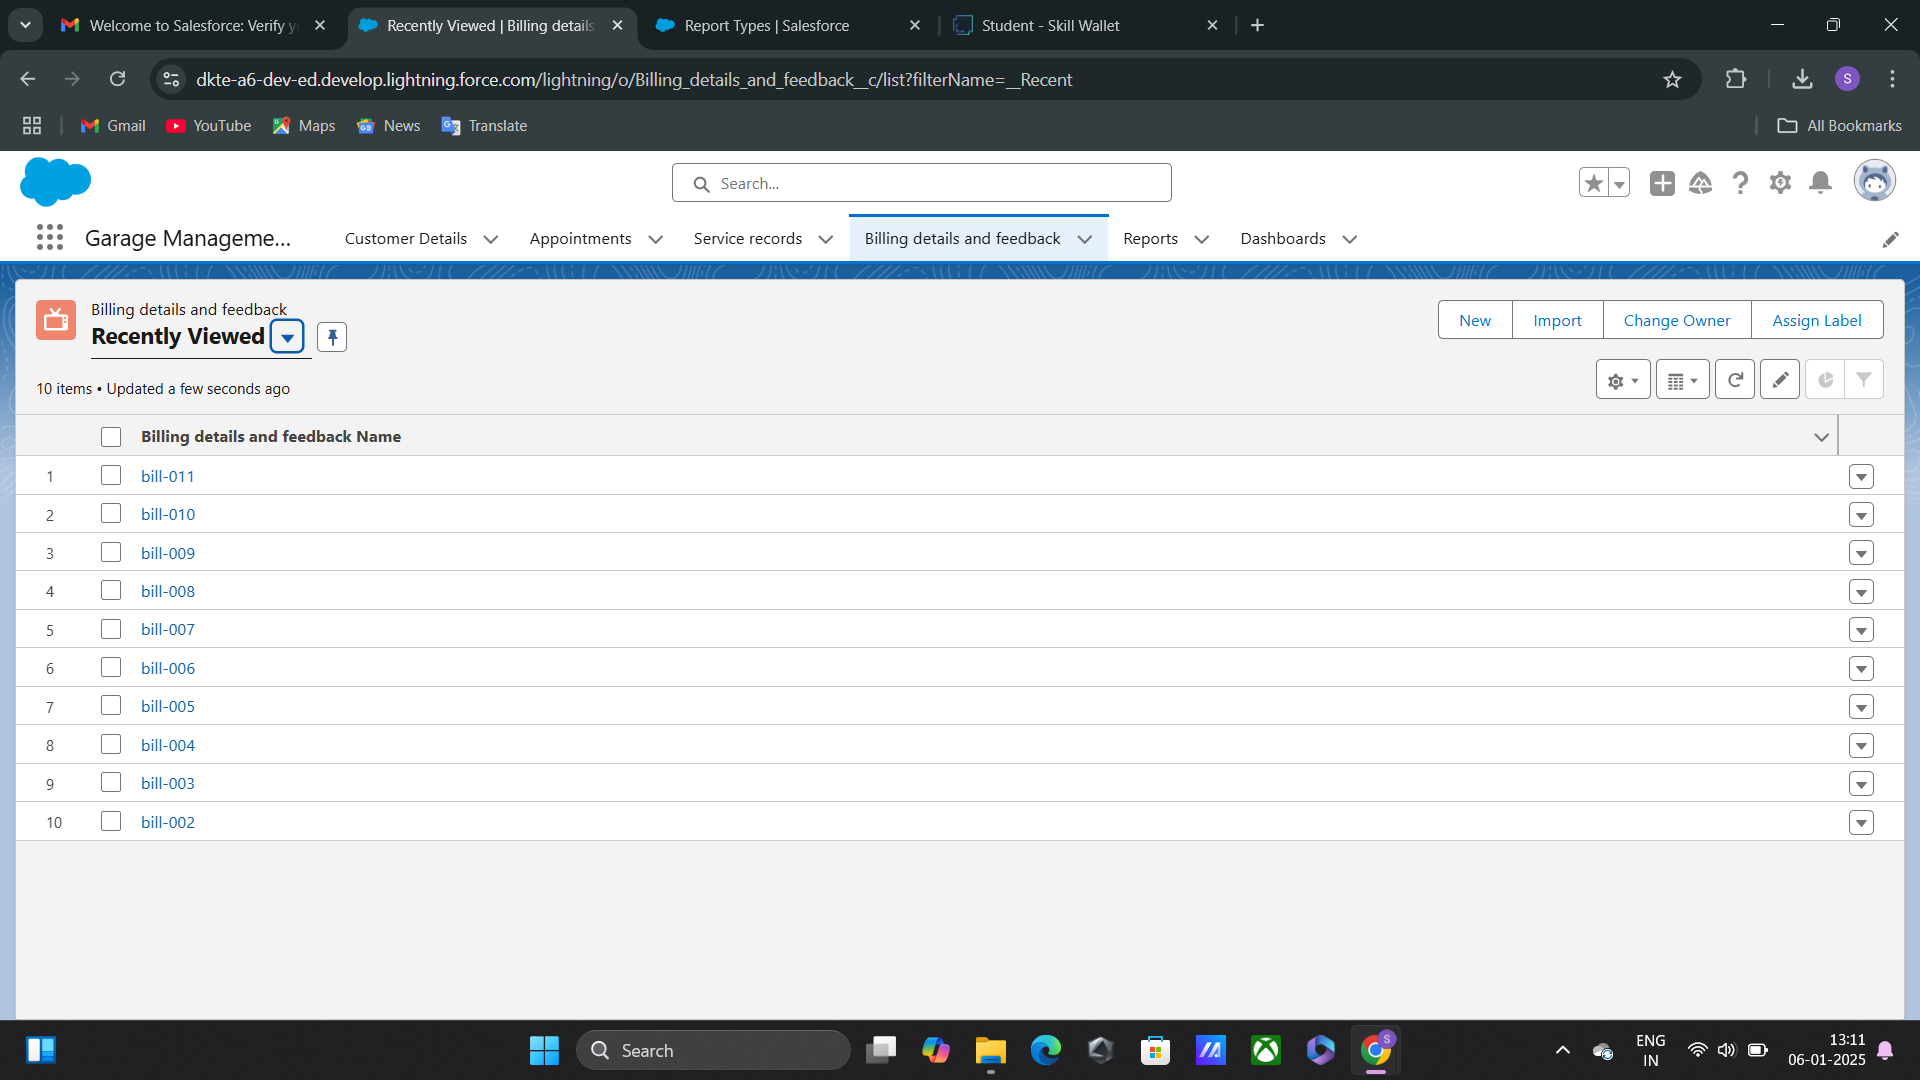 Welcome to Salesforce: Verify y
Recently Viewed | Billing details
Report Types | Salesforce
Student - Skill Wallet
dkte-a6-dev-ed.develop.lightning.force.com/lightning/o/Billing_details_and_feedback__c/list?filterName=__Recent
S
Gmail
YouTube
Maps
News
Translate
All Bookmarks
Search...
Garage Manageme...
Customer Details
Appointments
Service records
Billing details and feedback
Reports
Dashboards
Billing details and feedback
Recently Viewed
New
Import
Change Owner
Assign Label
10 items • Updated a few seconds ago
Billing details and feedback Name
1 bill-011
2 bill-010
3 bill-009
4 bill-008
5 bill-007
6 bill-006
7 bill-005
8 bill-004
9 bill-003
10 bill-002
Search
S
ENG
IN
13:11
06-01-2025